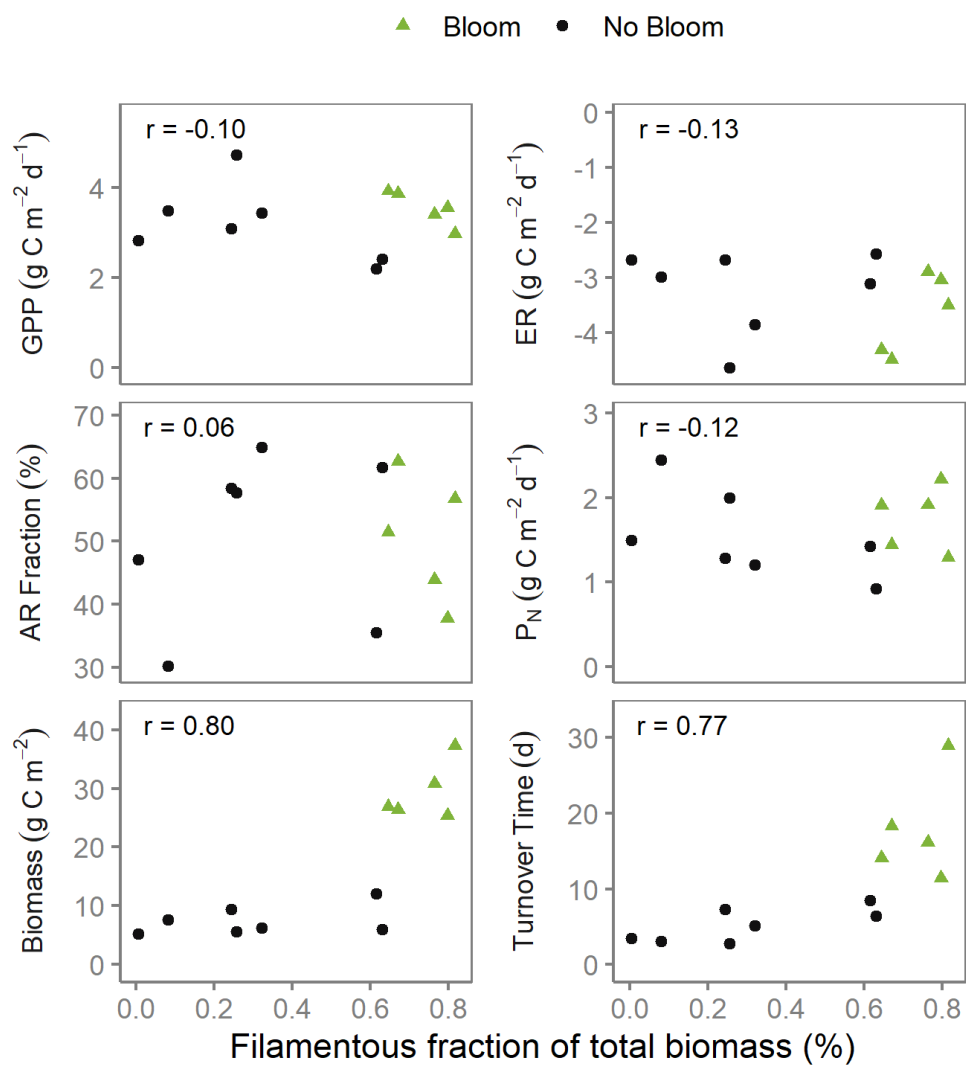 Bloom No Bloom
GPP (g C m⁻² d⁻¹)
r = -0.10
4
2
0
ER (g C m⁻² d⁻¹)
r = -0.13
0
-1
-2
-3
-4
AR Fraction (%)
r = 0.06
70
60
50
40
30
P_N (g C m⁻² d⁻¹)
r = -0.12
3
2
1
0
Biomass (g C m⁻²)
r = 0.80
40
30
20
10
0
0.0 0.2 0.4 0.6 0.8
Turnover Time (d)
r = 0.77
30
20
10
0
0.0 0.2 0.4 0.6 0.8
Filamentous fraction of total biomass (%)